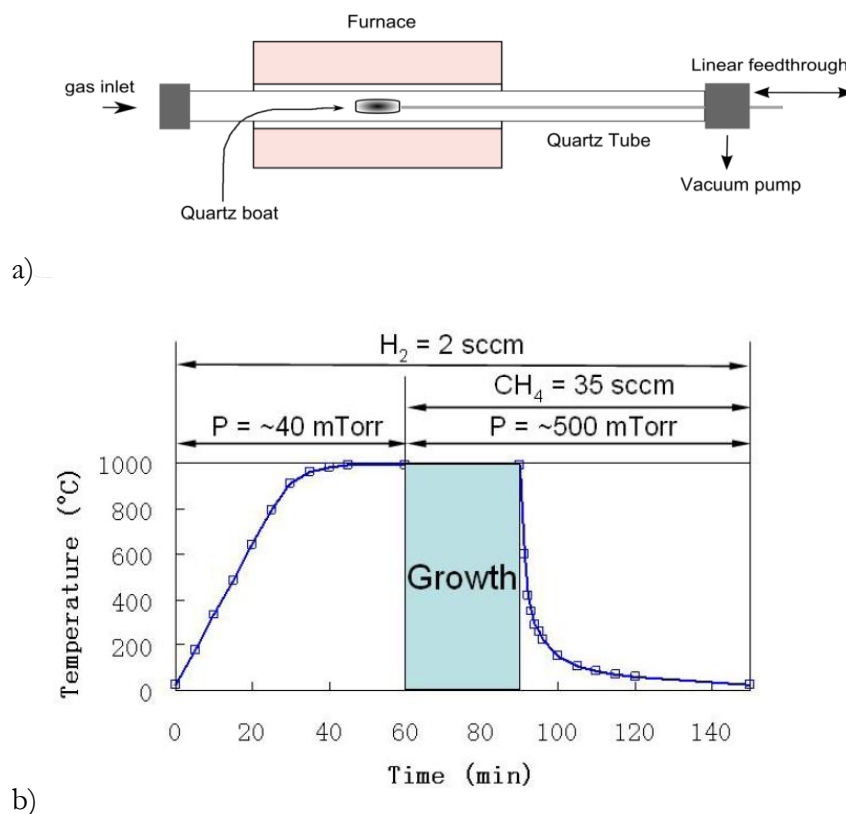 Furnace
gas inlet
Linear feedthrough
Quartz Tube
Vacuum pump
Quartz boat
a)
H₂ = 2 sccm
CH₄ = 35 sccm
P = ~40 mTorr
P = ~500 mTorr
Temperature (°C)
1000
800
600
400
200
0
Growth
0 20 40 60 80 100 120 140
Time (min)
b)